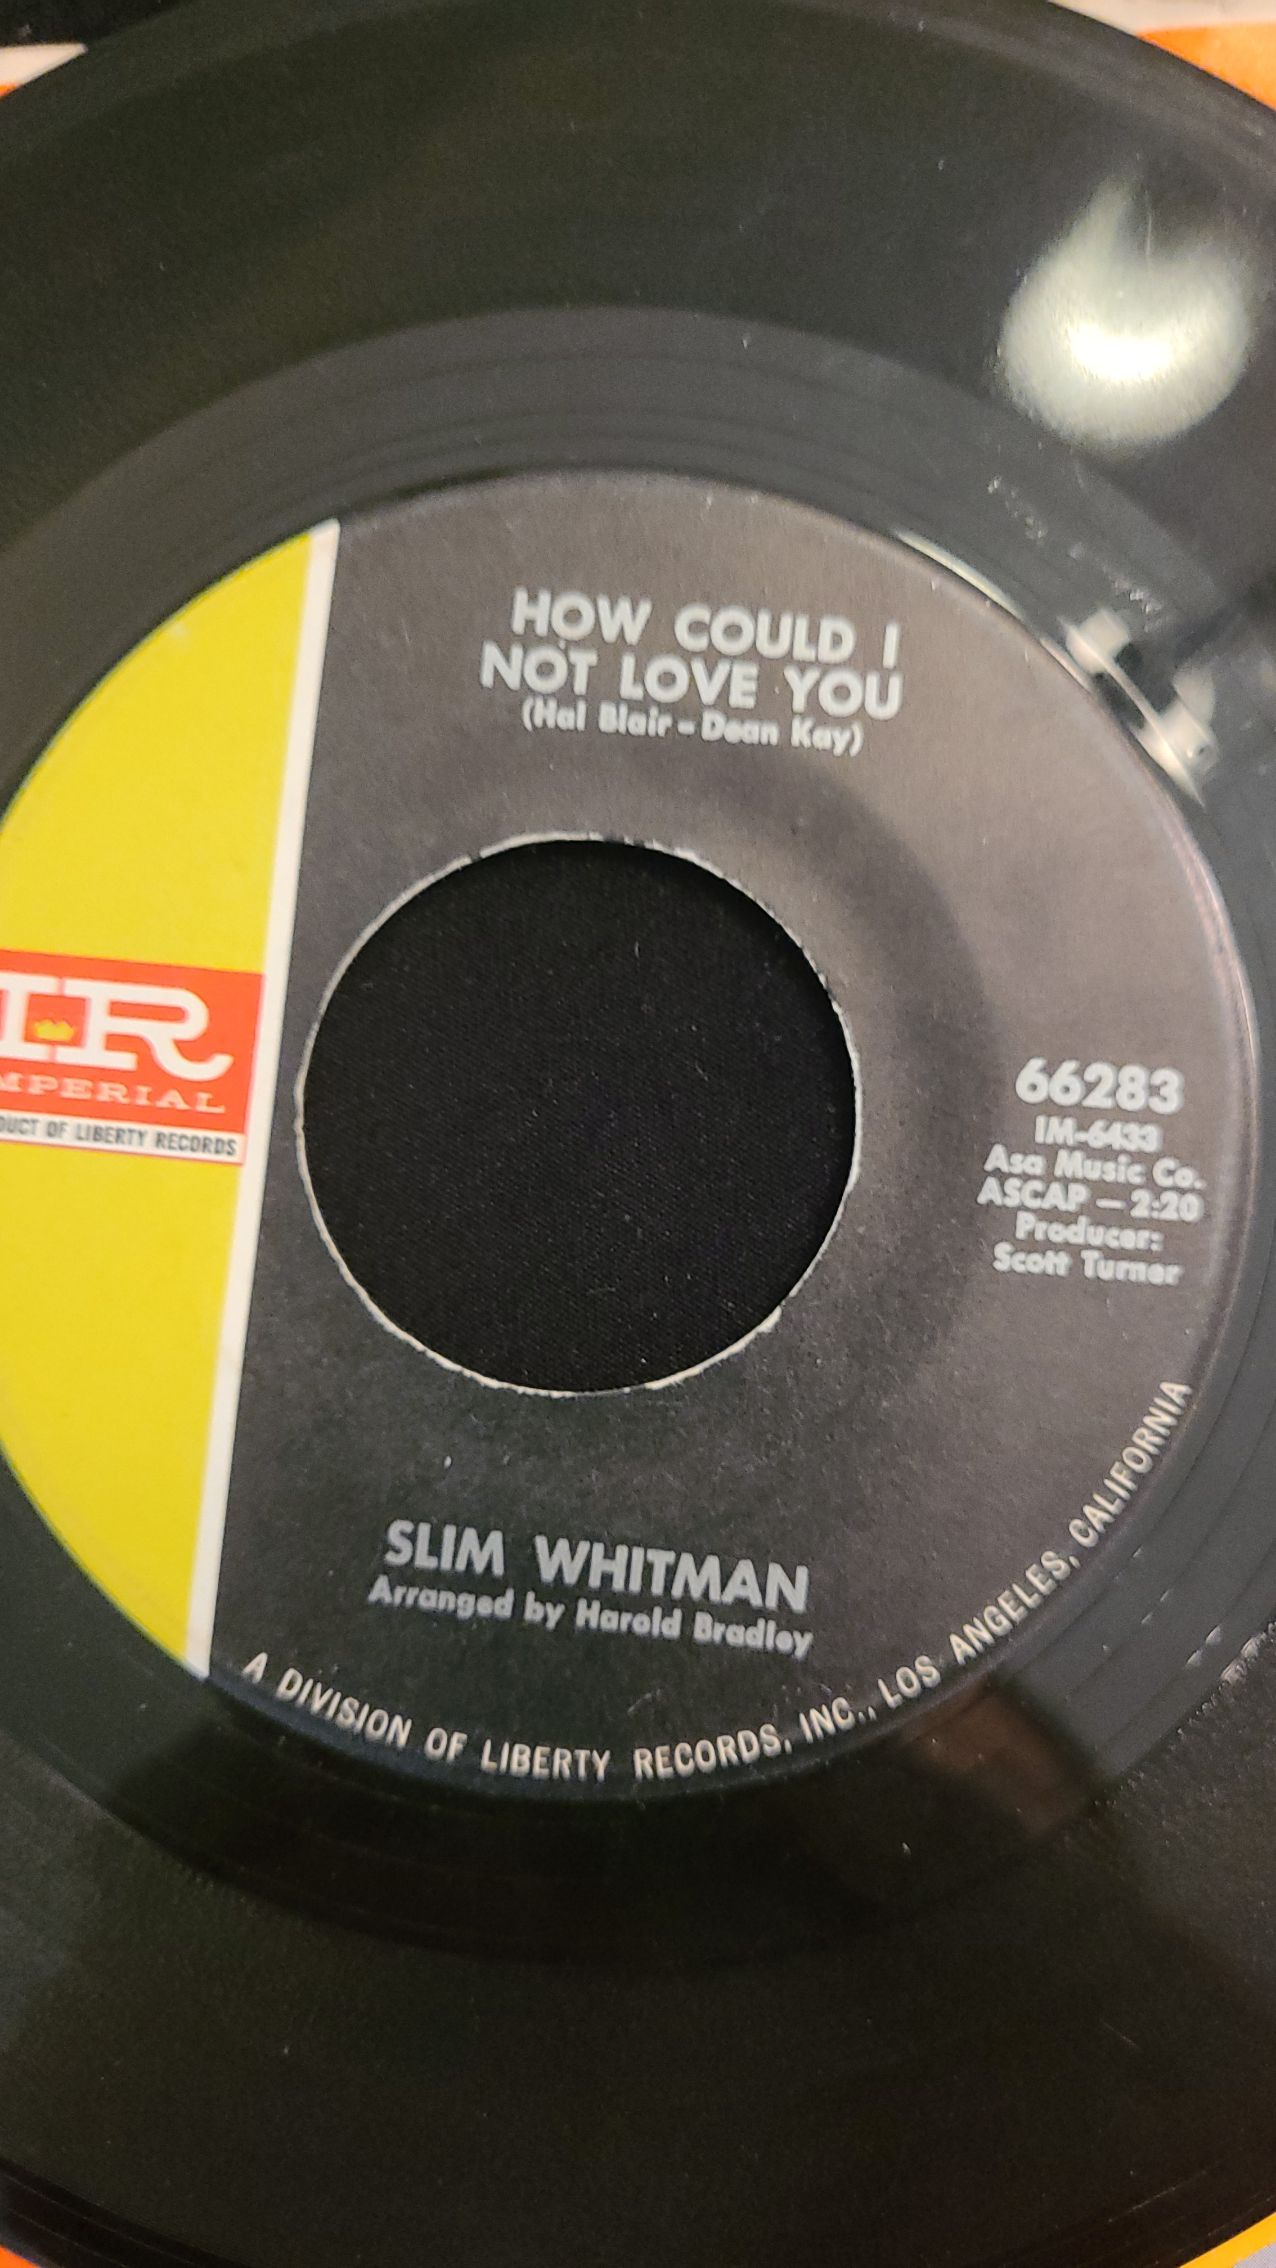 HOW COULD I
NOT LOVE YOU
(Hal Blair - Dean Kay)
IR
IMPERIAL
OF LIBERTY RECORDS
66283
IM-6433
Asa Music Co.
ASCAP — 2:20
Producer:
Scott Turner
SLIM WHITMAN
Arranged by Harold Bradley
A DIVISION OF LIBERTY RECORDS, INC., LOS ANGELES, CALIFORNIA